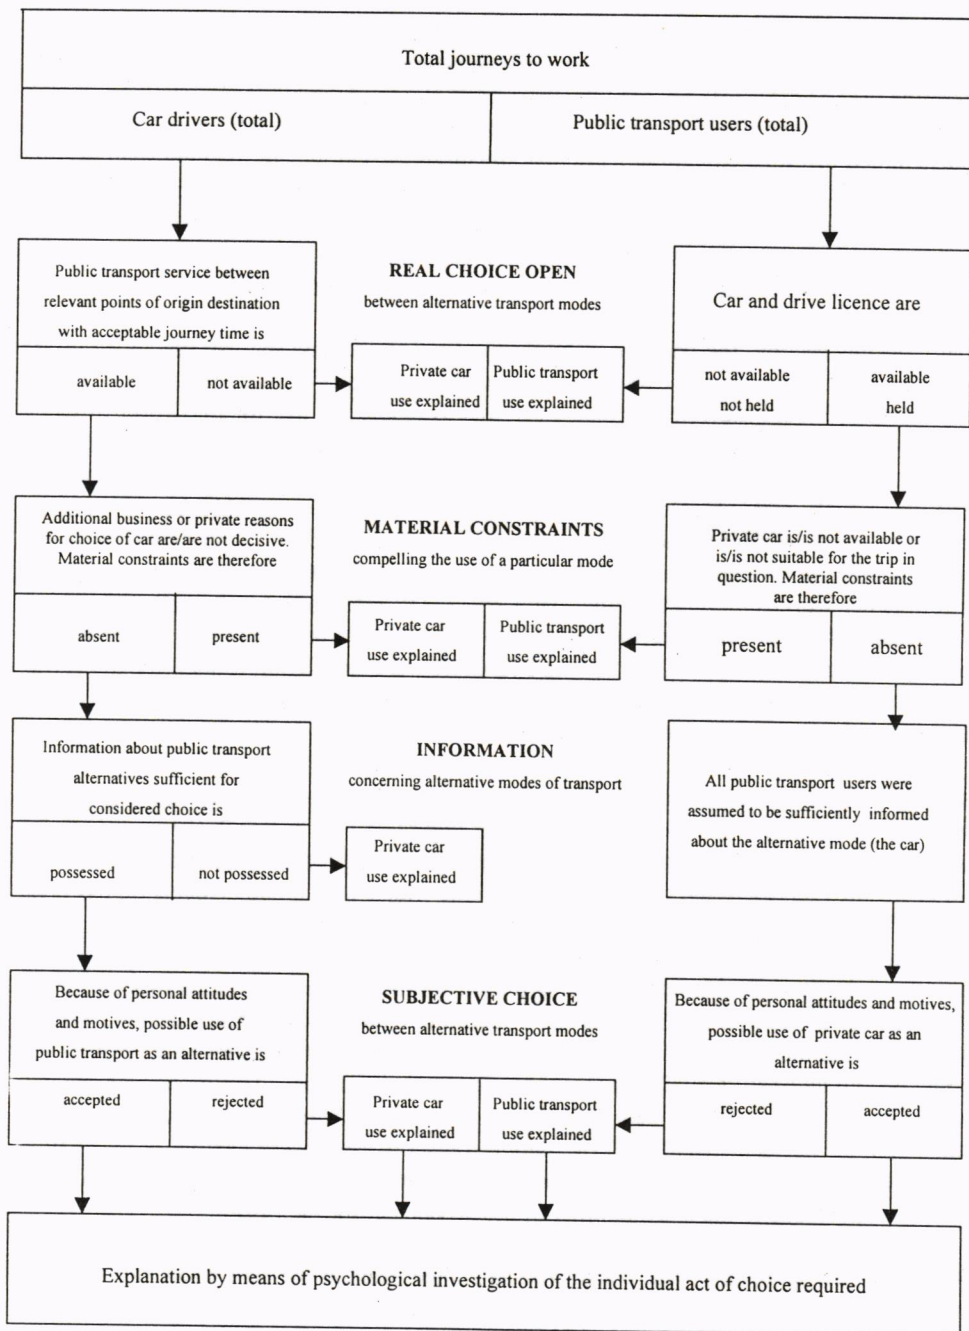 Total journeys to work
Car drivers (total)
Public transport users (total)
Public transport service between
relevant points of origin destination
with acceptable journey time is
available
not available
REAL CHOICE OPEN
between alternative transport modes
Private car
use explained
Public transport
use explained
Car and drive licence are
not available
not held
available
held
Additional business or private reasons
for choice of car are/are not decisive.
Material constraints are therefore
absent
present
MATERIAL CONSTRAINTS
compelling the use of a particular mode
Private car
use explained
Public transport
use explained
Private car is/is not available or
is/is not suitable for the trip in
question. Material constraints
are therefore
present
absent
Information about public transport
alternatives sufficient for
considered choice is
possessed
not possessed
INFORMATION
concerning alternative modes of transport
Private car
use explained
All public transport users were
assumed to be sufficiently informed
about the alternative mode (the car)
Because of personal attitudes
and motives, possible use of
public transport as an alternative is
accepted
rejected
SUBJECTIVE CHOICE
between alternative transport modes
Private car
use explained
Public transport
use explained
Because of personal attitudes and motives,
possible use of private car as an
alternative is
rejected
accepted
Explanation by means of psychological investigation of the individual act of choice required